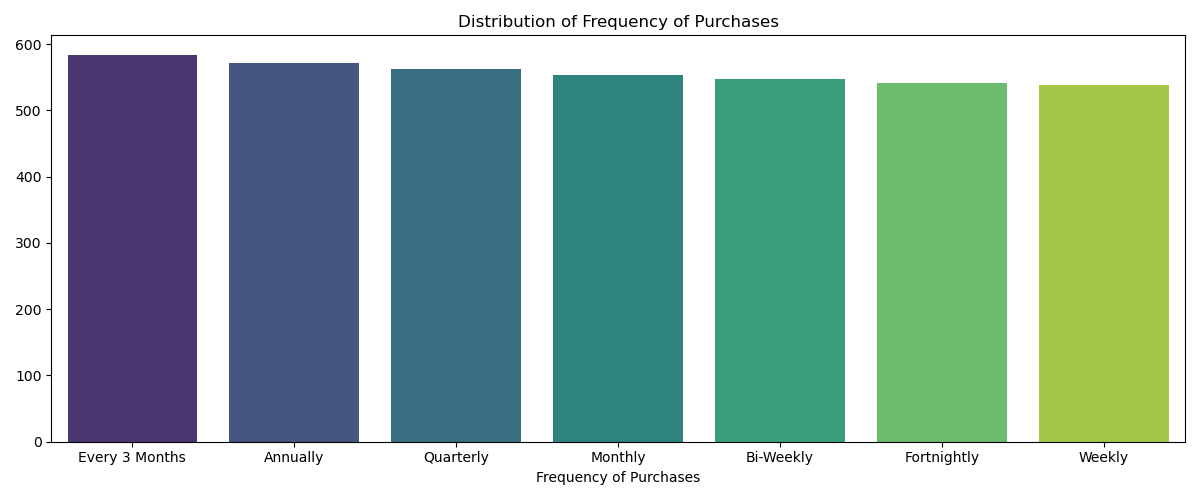 Distribution of Frequency of Purchases
600
500
400
300
200
100
0
Every 3 Months Annually Quarterly Monthly Bi-Weekly Fortnightly Weekly
Frequency of Purchases